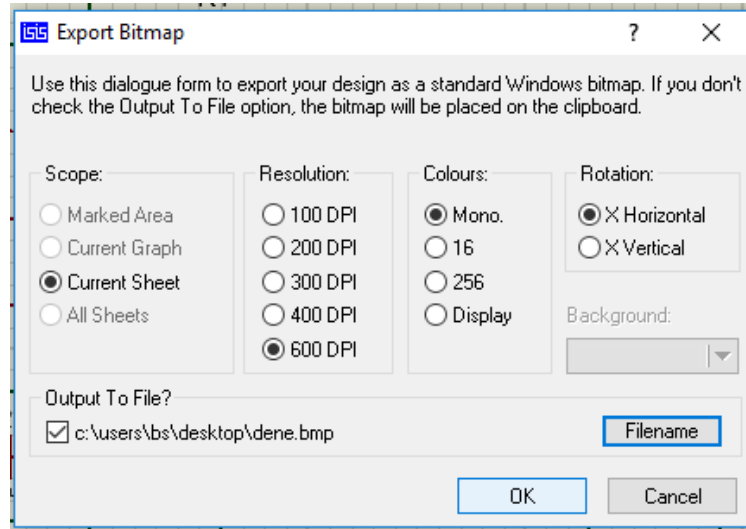 isis Export Bitmap
Use this dialogue form to export your design as a standard Windows bitmap. If you don't
check the Output To File option, the bitmap will be placed on the clipboard.
Scope:
Marked Area
Current Graph
Current Sheet
All Sheets
Resolution:
100 DPI
200 DPI
300 DPI
400 DPI
600 DPI
Colours:
Mono.
16
256
Display
Rotation:
X Horizontal
X Vertical
Background:
Output To File?
c:\users\bs\desktop\dene.bmp
Filename
OK
Cancel